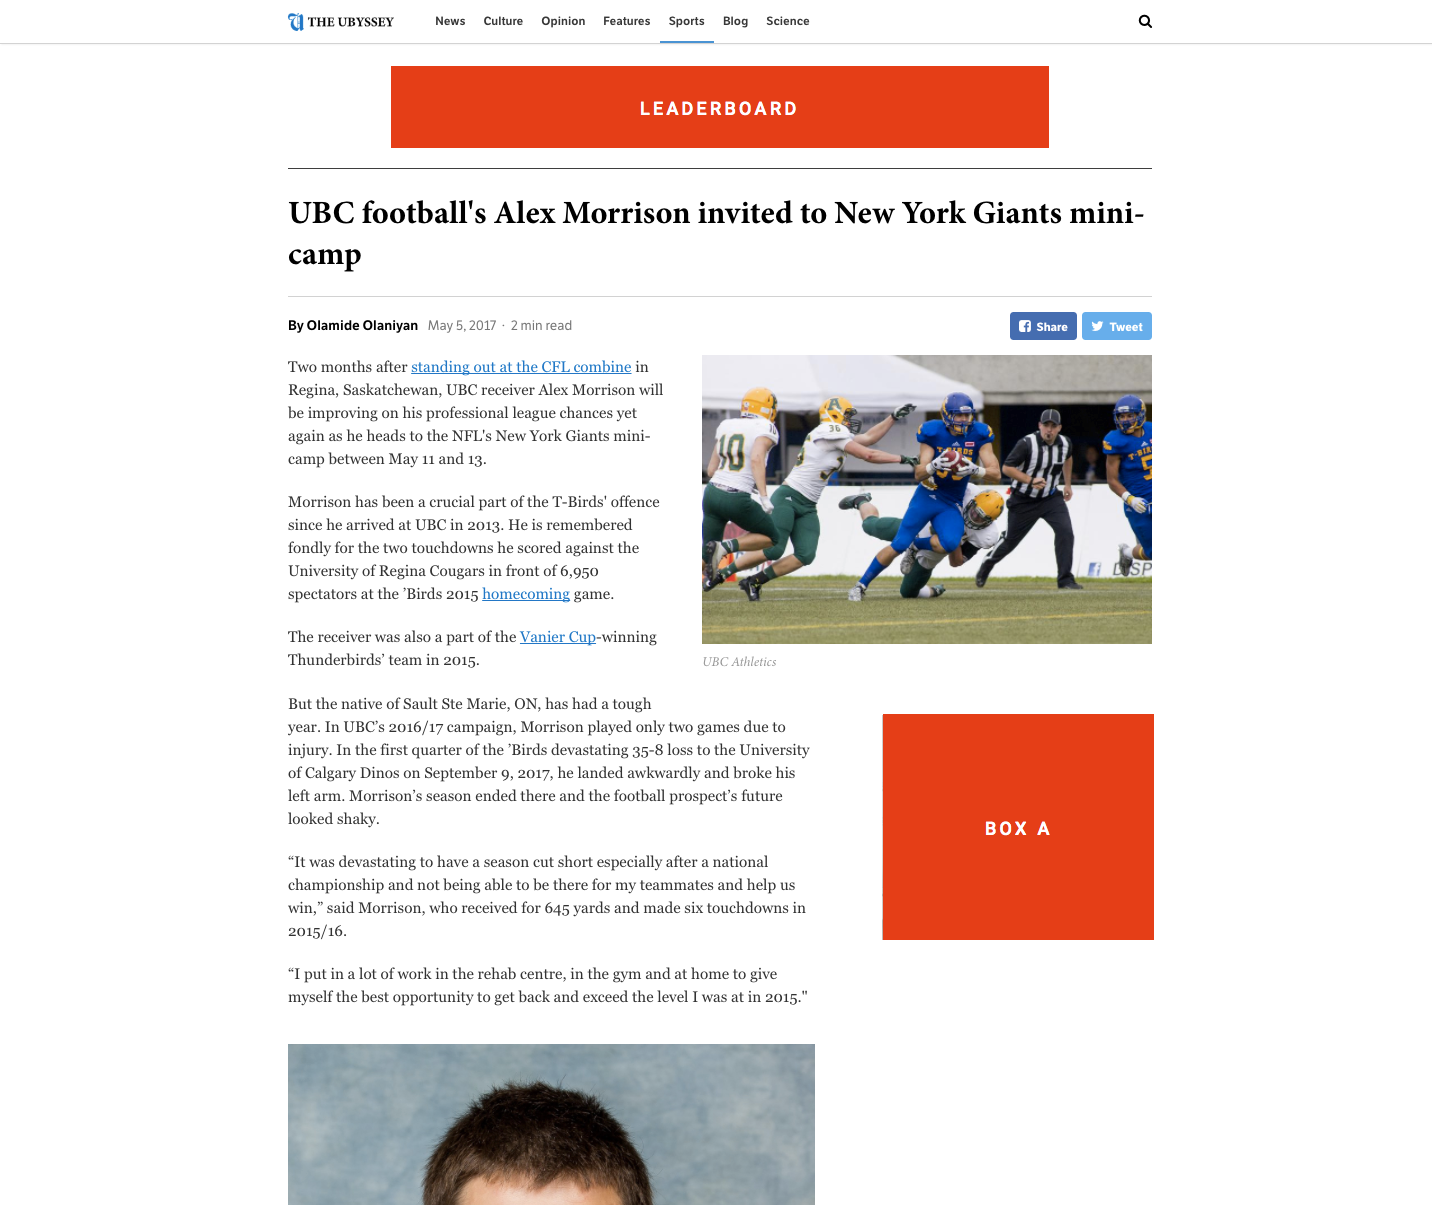 THE UBYSSEY
News Culture Opinion Features Sports Blog Science
LEADERBOARD
UBC football's Alex Morrison invited to New York Giants mini-
camp
By Olamide Olaniyan May 5, 2017 · 2 min read
Share Tweet
Two months after standing out at the CFL combine in
Regina, Saskatchewan, UBC receiver Alex Morrison will
be improving on his professional league chances yet
again as he heads to the NFL's New York Giants mini-
camp between May 11 and 13.
Morrison has been a crucial part of the T-Birds' offence
since he arrived at UBC in 2013. He is remembered
fondly for the two touchdowns he scored against the
University of Regina Cougars in front of 6,950
spectators at the ’Birds 2015 homecoming game.
The receiver was also a part of the Vanier Cup-winning
Thunderbirds’ team in 2015.
10
A
36
T-BIRDS
DISP
UBC Athletics
But the native of Sault Ste Marie, ON, has had a tough
year. In UBC’s 2016/17 campaign, Morrison played only two games due to
injury. In the first quarter of the ’Birds devastating 35-8 loss to the University
of Calgary Dinos on September 9, 2017, he landed awkwardly and broke his
left arm. Morrison’s season ended there and the football prospect’s future
looked shaky.
“It was devastating to have a season cut short especially after a national
championship and not being able to be there for my teammates and help us
win,” said Morrison, who received for 645 yards and made six touchdowns in
2015/16.
“I put in a lot of work in the rehab centre, in the gym and at home to give
myself the best opportunity to get back and exceed the level I was at in 2015."
BOX A